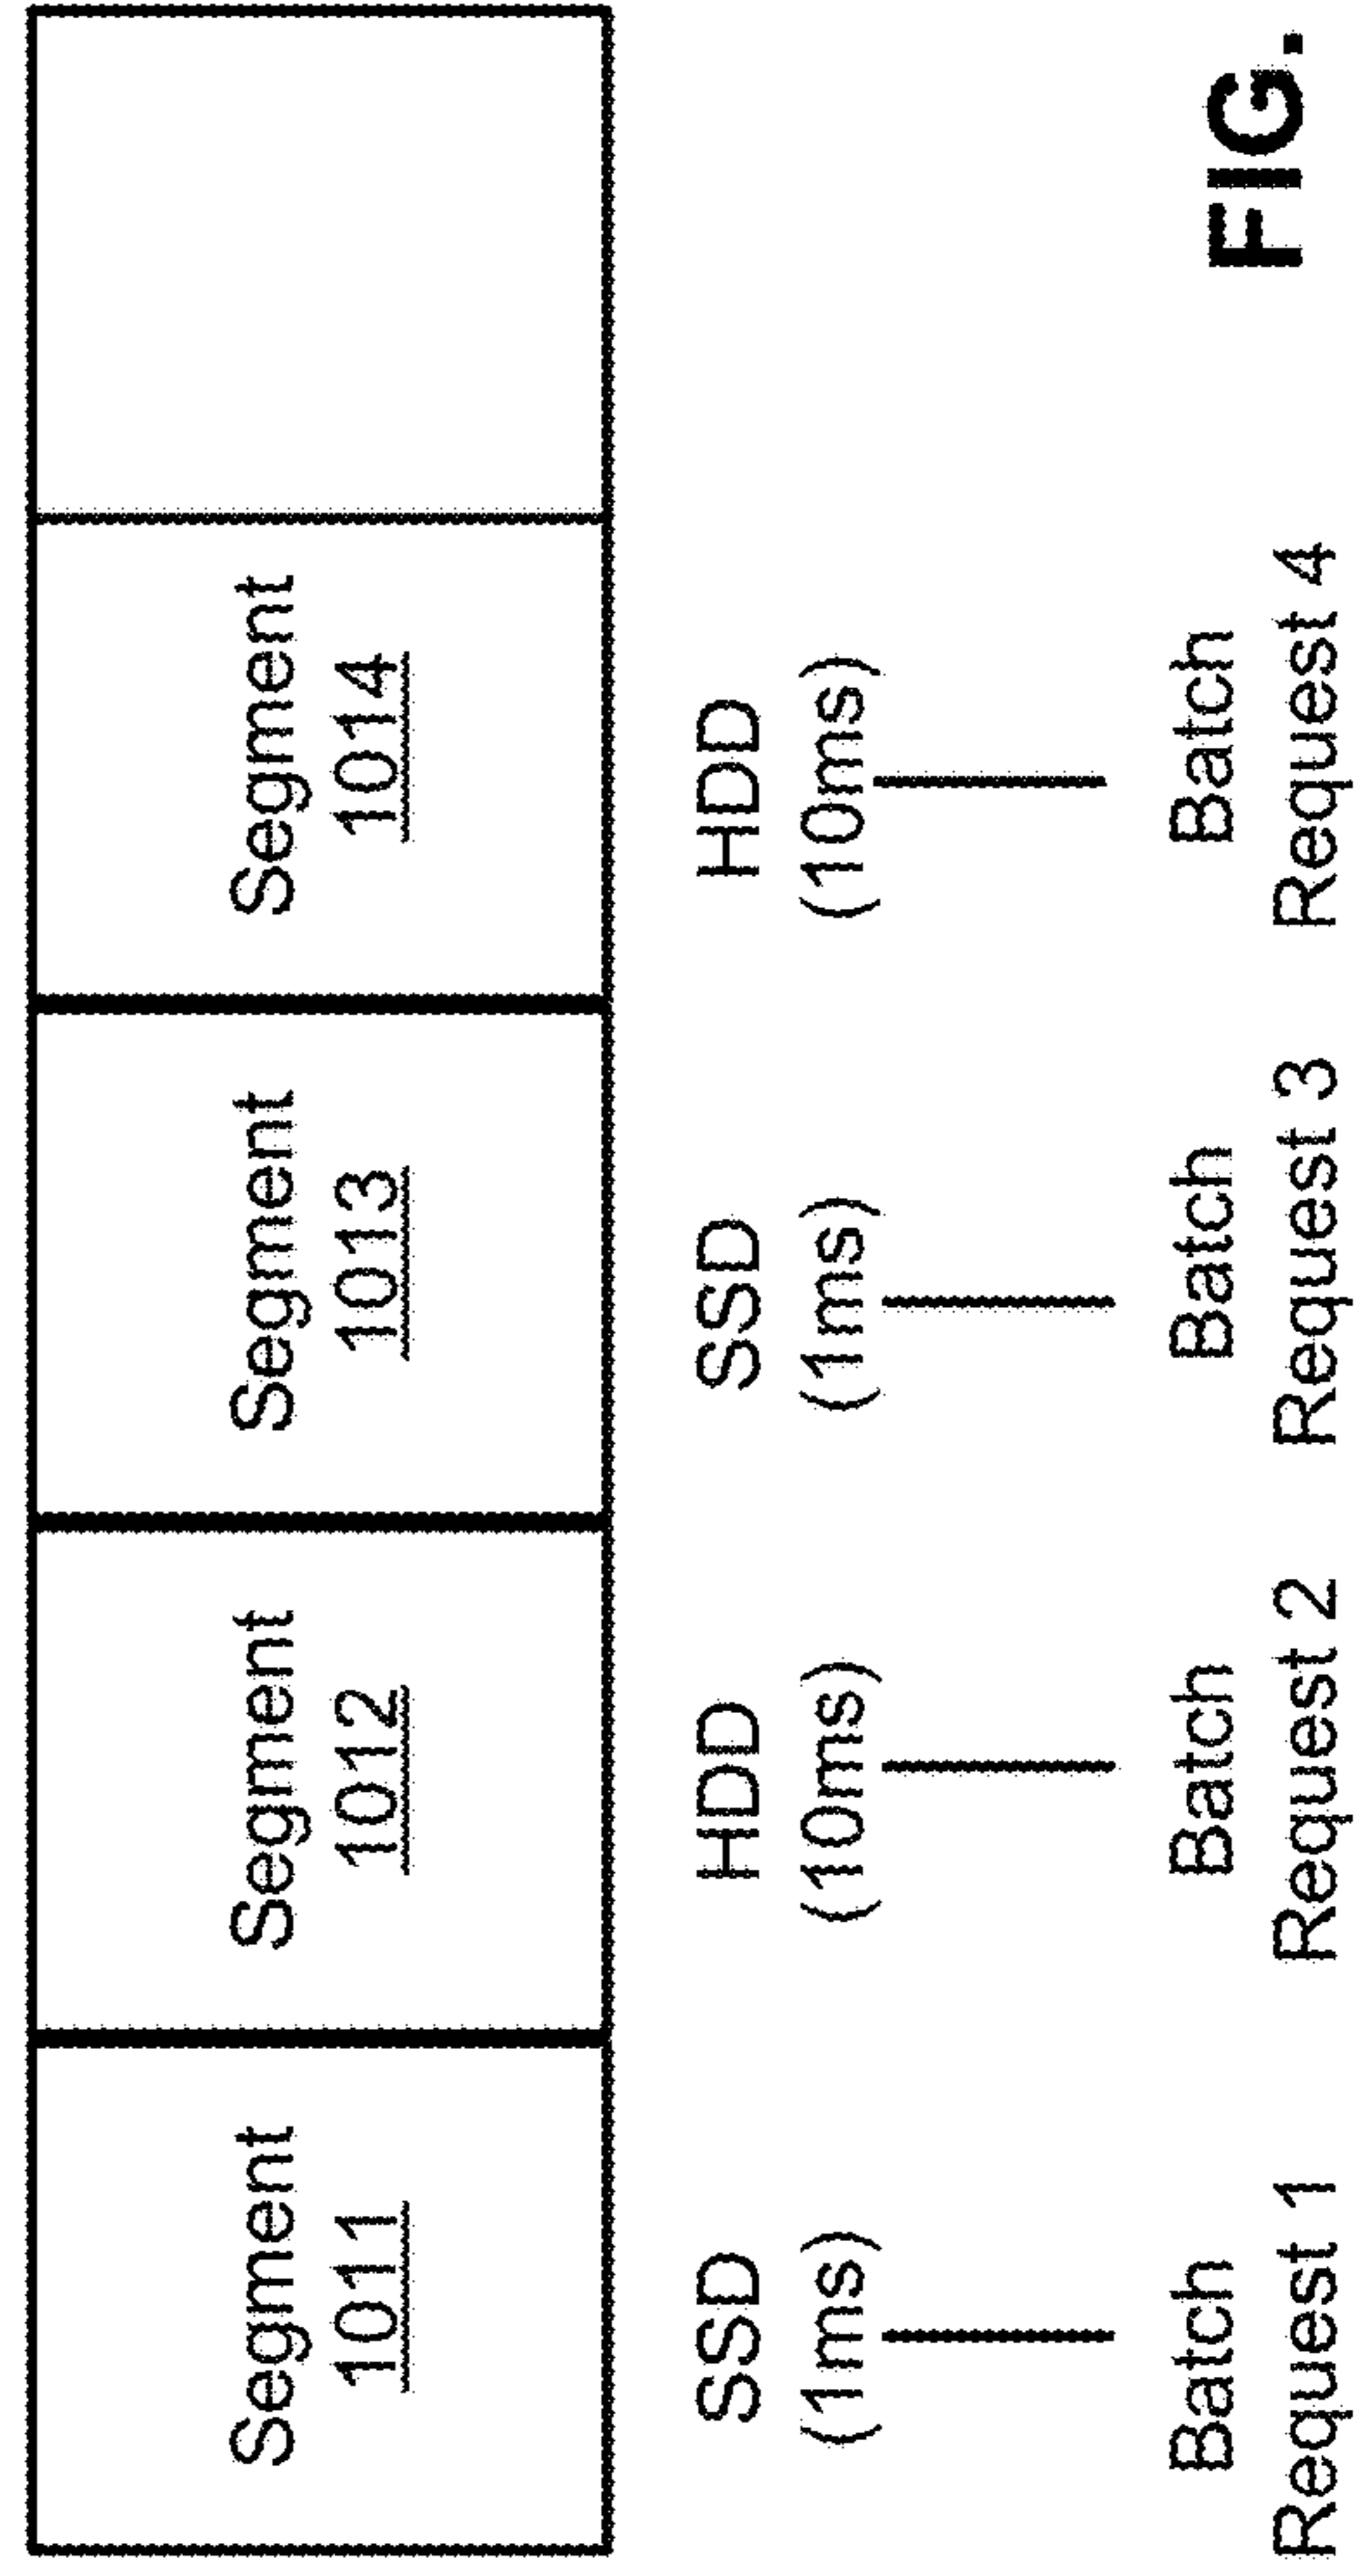 Segment
1011
Segment
1012
Segment
1013
Segment
1014
SSD
(1ms)
HDD
(10ms)
SSD
(1ms)
HDD
(10ms)
Batch
Request 1
Batch
Request 2
Batch
Request 3
Batch
Request 4
FIG.